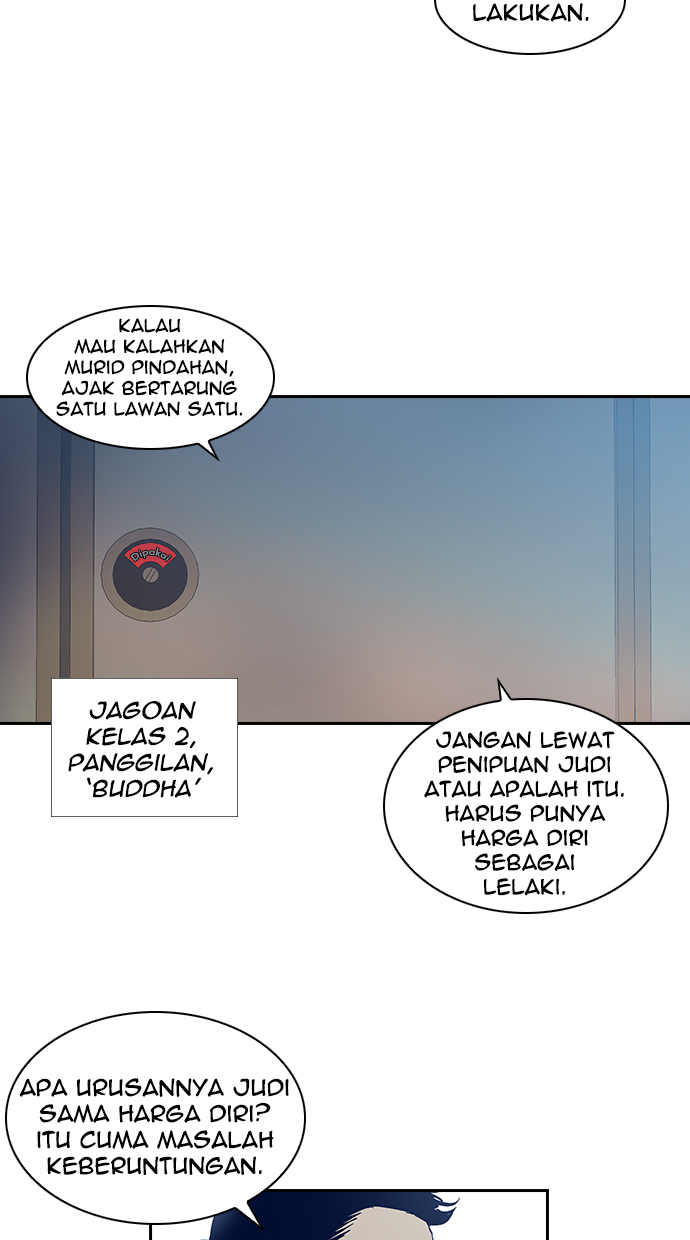 LAKUKAN.
KALAU
MAU KALAHKAN
MURID PINDAHAN,
AJAK BERTARUNG
SATU LAWAN SATU.
Dipakai
JAGOAN
KELAS 2,
PANGGILAN,
‘BUDDHA’
JANGAN LEWAT
PENIPUAN JUDI
ATAU APALAH ITU.
HARUS PUNYA
HARGA DIRI
SEBAGAI
LELAKI.
APA URUSANNYA JUDI
SAMA HARGA DIRI?
ITU CUMA MASALAH
KEBERUNTUNGAN.